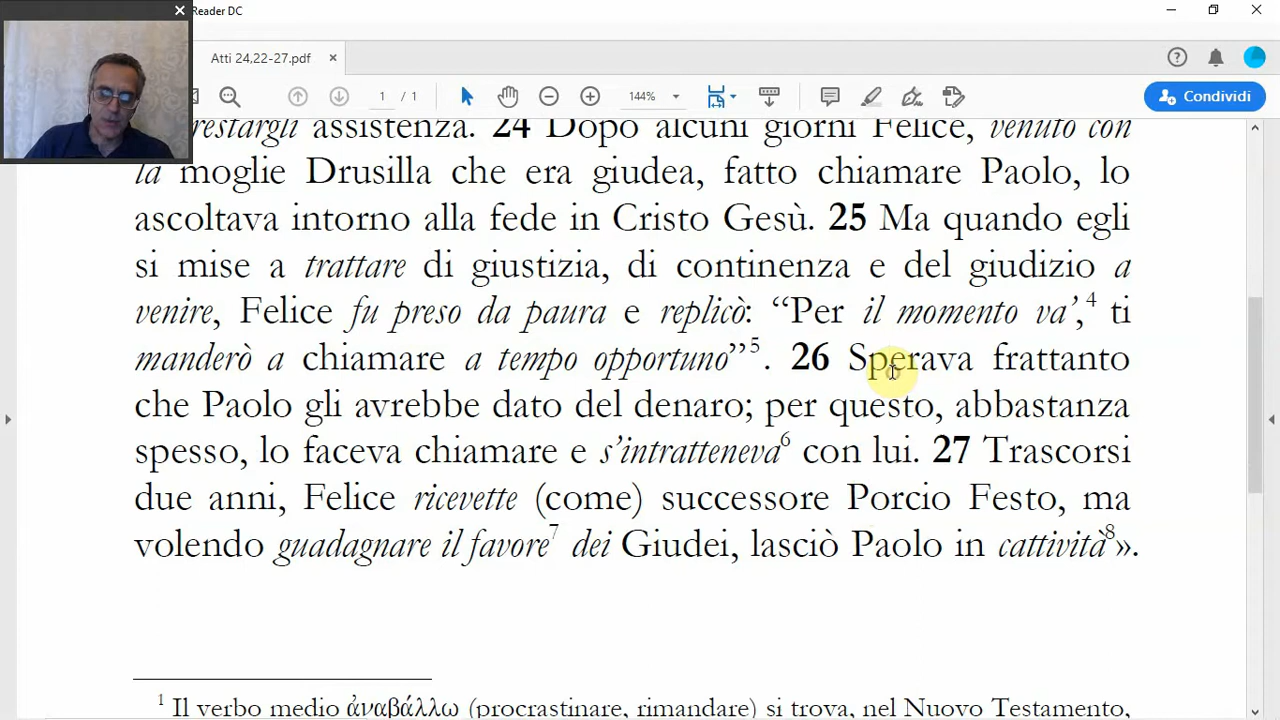 Reader DC
Atti 24,22-27.pdf
1 / 1
144%
Condividi
restargli assistenza. 24 Dopo alcuni giorni Felice, venuto con
la moglie Drusilla che era giudea, fatto chiamare Paolo, lo
ascoltava intorno alla fede in Cristo Gesù. 25 Ma quando egli
si mise a trattare di giustizia, di continenza e del giudizio a
venire, Felice fu preso da paura e replicò: “Per il momento va’,4 ti
manderò a chiamare a tempo opportuno”5. 26 Sperava frattanto
che Paolo gli avrebbe dato del denaro; per questo, abbastanza
spesso, lo faceva chiamare e s’intratteneva6 con lui. 27 Trascorsi
due anni, Felice ricevette (come) successore Porcio Festo, ma
volendo guadagnare il favore7 dei Giudei, lasciò Paolo in cattività8».
1 Il verbo medio ἀναβάλλω (procrastinare, rimandare) si trova, nel Nuovo Testamento,